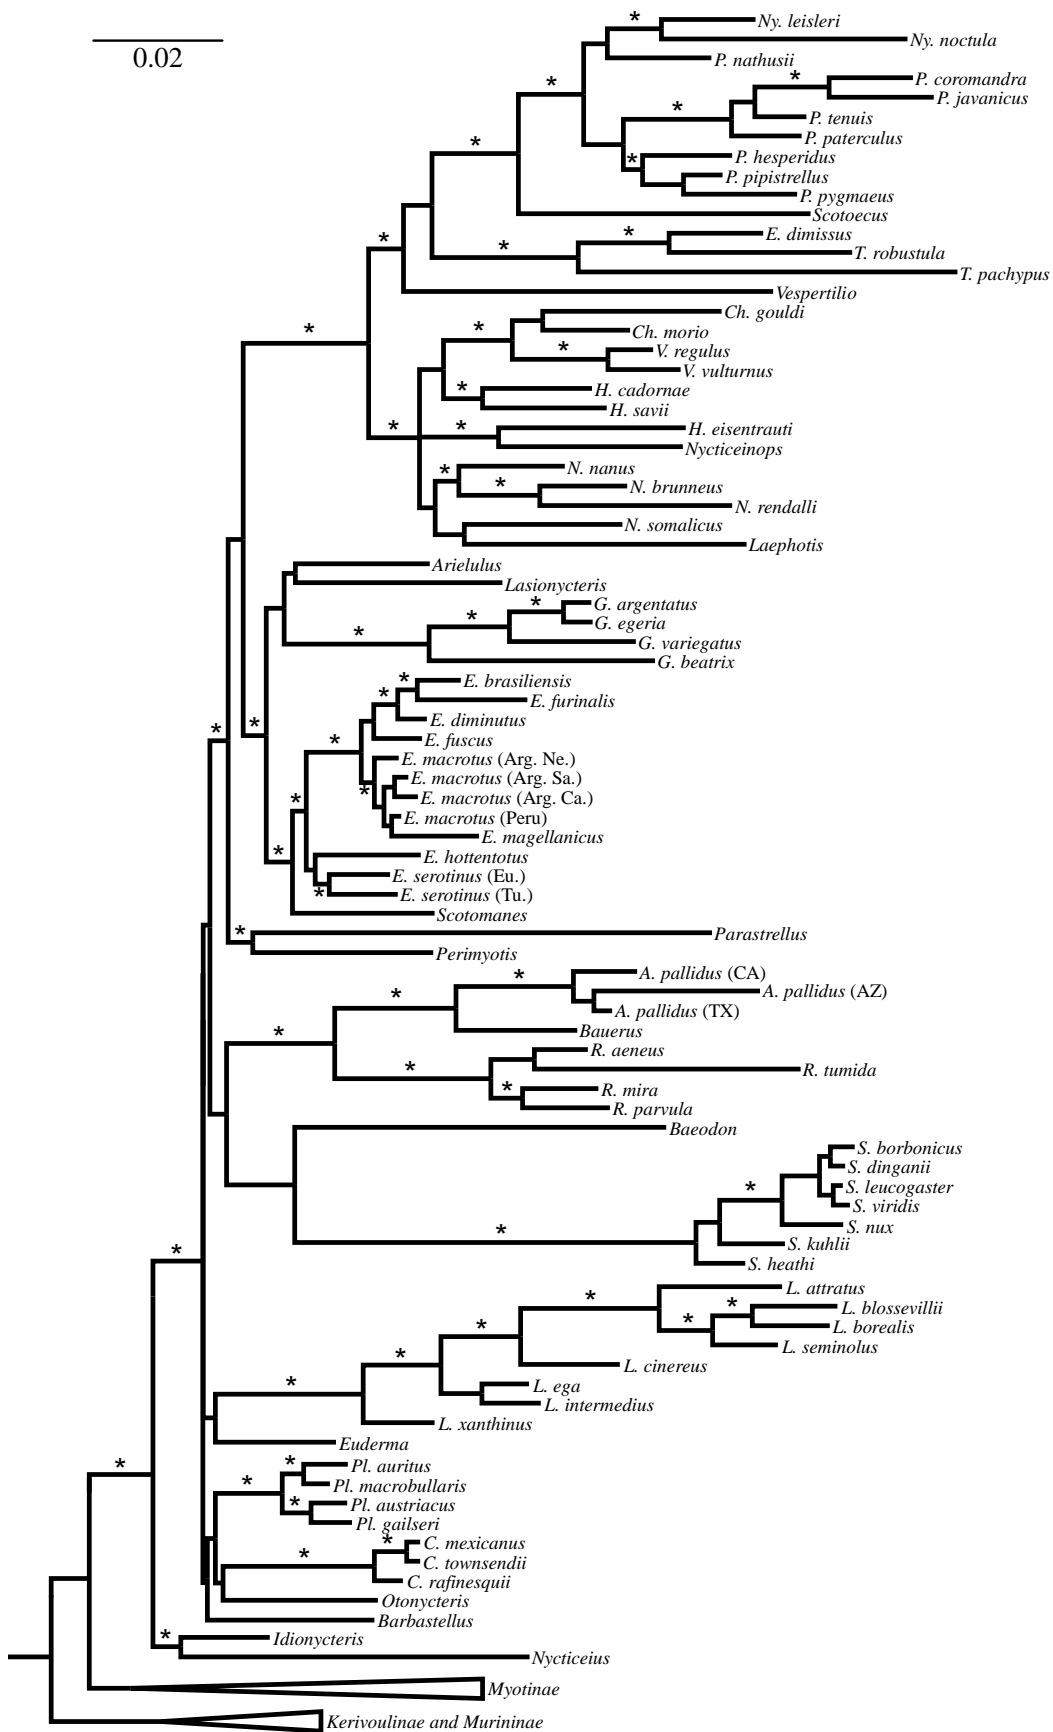 Ny. leisleri
0.02
Ny. noctula
P. nathusii
P. coromandra
P. javanicus
P. tenuis
P. paterculus
P. hesperidus
P. pipistrellus
P. pygmaeus
Scotoecus
E. dimissus
T. robustula
T. pachypus
Vespertilio
Ch. gouldi
Ch. morio
V. regulus
V. vulturnus
H. cadornae
H. savii
H. eisentrauti
Nycticeinops
N. nanus
N. brunneus
N. rendalli
N. somalicus
Laephotis
Arielulus
Lasionycteris
G. argentatus
G. egeria
G. variegatus
G. beatrix
E. brasiliensis
E. furinalis
E. diminutus
E. fuscus
E. macrotus (Arg. Ne.)
E. macrotus (Arg. Sa.)
E. macrotus (Arg. Ca.)
E. macrotus (Peru)
E. magellanicus
E. hottentotus
E. serotinus (Eu.)
E. serotinus (Tu.)
Scotomanes
Parastrellus
Perimyotis
A. pallidus (CA)
A. pallidus (AZ)
A. pallidus (TX)
Bauerus
R. aeneus
R. tumida
R. mira
R. parvula
Baeodon
S. borbonicus
S. dinganii
S. leucogaster
S. viridis
S. nux
S. kuhlii
S. heathi
L. attratus
L. blossevillii
L. borealis
L. seminolus
L. cinereus
L. ega
L. intermedius
L. xanthinus
Euderma
Pl. auritus
Pl. macrobullaris
Pl. austriacus
Pl. gailseri
C. mexicanus
C. townsendii
C. rafinesquii
Otonycteris
Barbastellus
Idionycteris
Nycticeius
Myotinae
Kerivoulinae and Murininae